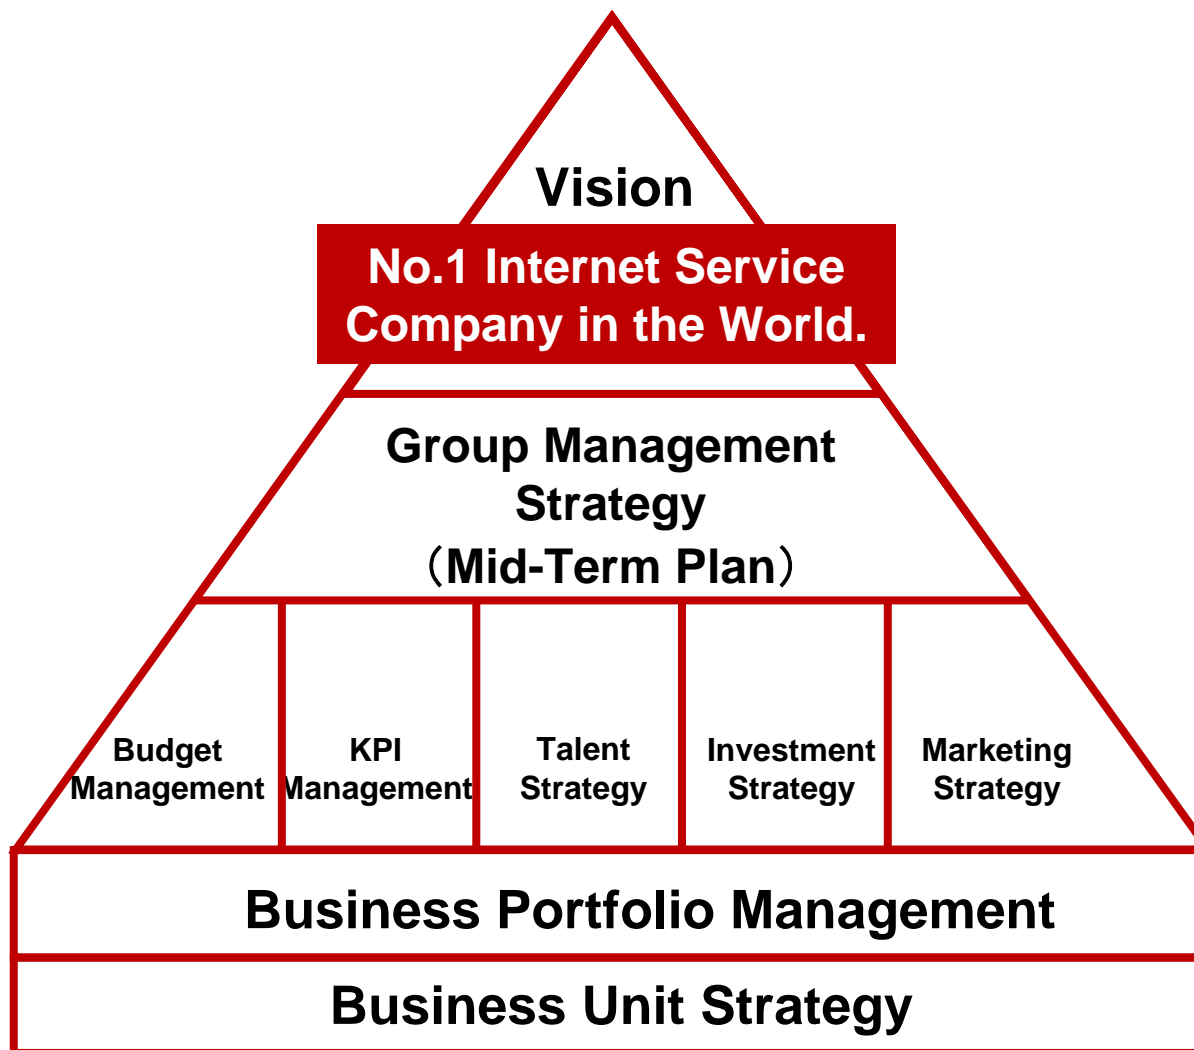 Vision
No.1 Internet Service
Company in the World.
Group Management
Strategy
（Mid-Term Plan）
Budget
Management
KPI
Management
Talent
Strategy
Investment
Strategy
Marketing
Strategy
Business Portfolio Management
Business Unit Strategy